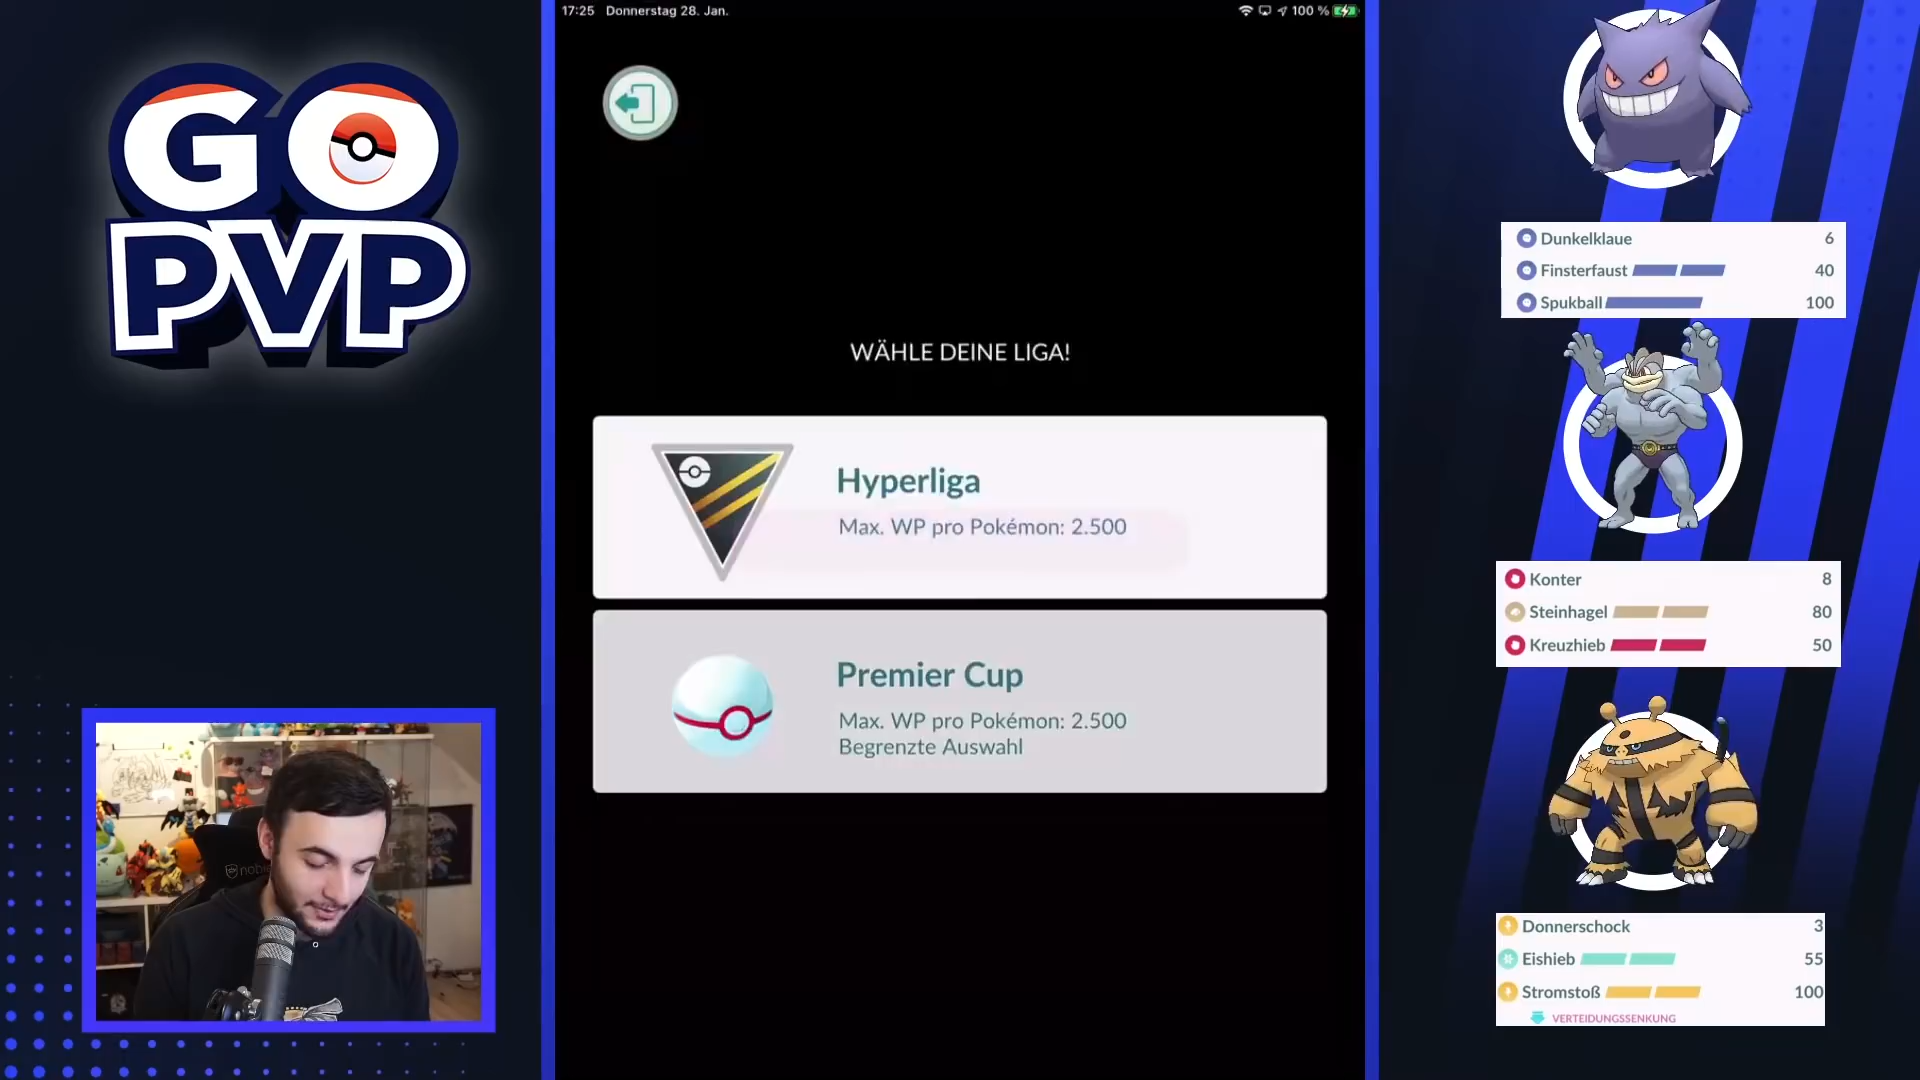 17:25 Donnerstag 28. Jan.
100 %
GO
PVP
WÄHLE DEINE LIGA!
Hyperliga
Max. WP pro Pokémon: 2.500
Premier Cup
Max. WP pro Pokémon: 2.500
Begrenzte Auswahl
Dunkelklaue 6
Finsterfaust 40
Spukball 100
Konter 8
Steinhagel 80
Kreuzhieb 50
Donnerschock 3
Eishieb 55
Stromstoß 100
VERTEIDUNGSSENKUNG